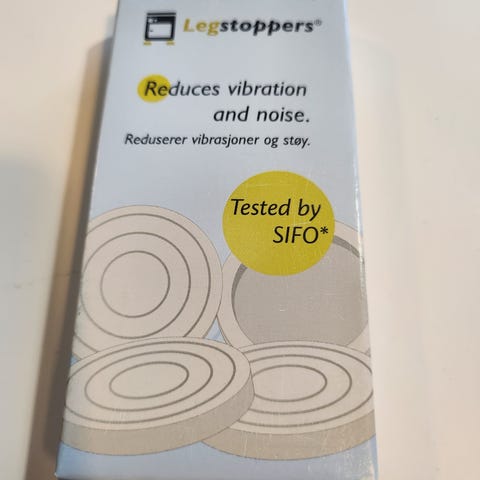 Legstoppers®
Reduces vibration
and noise.
Reduserer vibrasjoner og støy.
Tested by
SIFO*